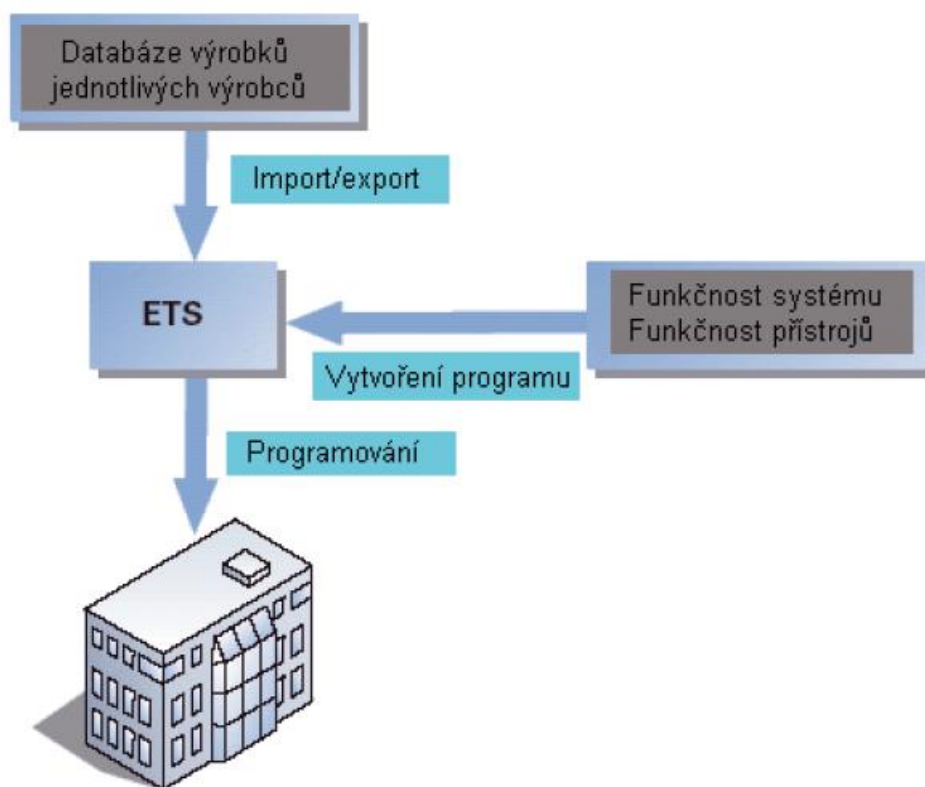 Databáze výrobků
jednotlivých výrobců
Import/export
ETS
Funkčnost systému
Funkčnost přístrojů
Vytvoření programu
Programování